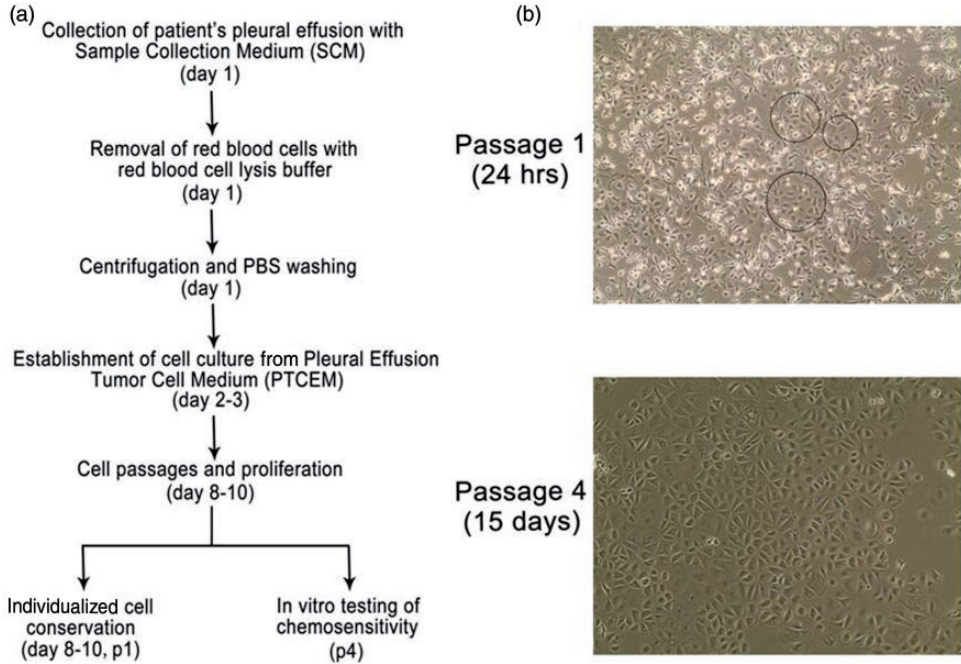 (a)
Collection of patient's pleural effusion with
Sample Collection Medium (SCM)
(day 1)
Removal of red blood cells with
red blood cell lysis buffer
(day 1)
Centrifugation and PBS washing
(day 1)
Establishment of cell culture from Pleural Effusion
Tumor Cell Medium (PTCEM)
(day 2-3)
Cell passages and proliferation
(day 8-10)
Individualized cell
conservation
(day 8-10, p1)
In vitro testing of
chemosensitivity
(p4)
(b)
Passage 1
(24 hrs)
Passage 4
(15 days)